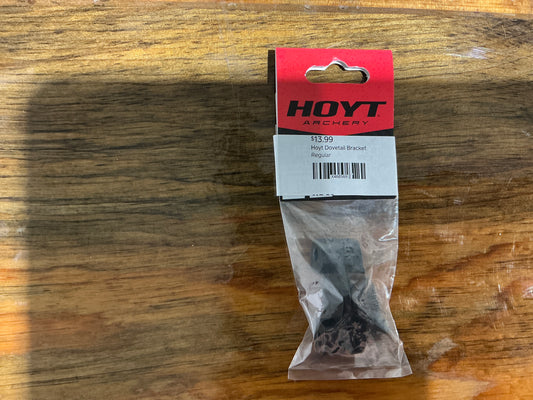 HOYT
ARCHERY
$13.99
Hoyt Dovetail Bracket
Regular